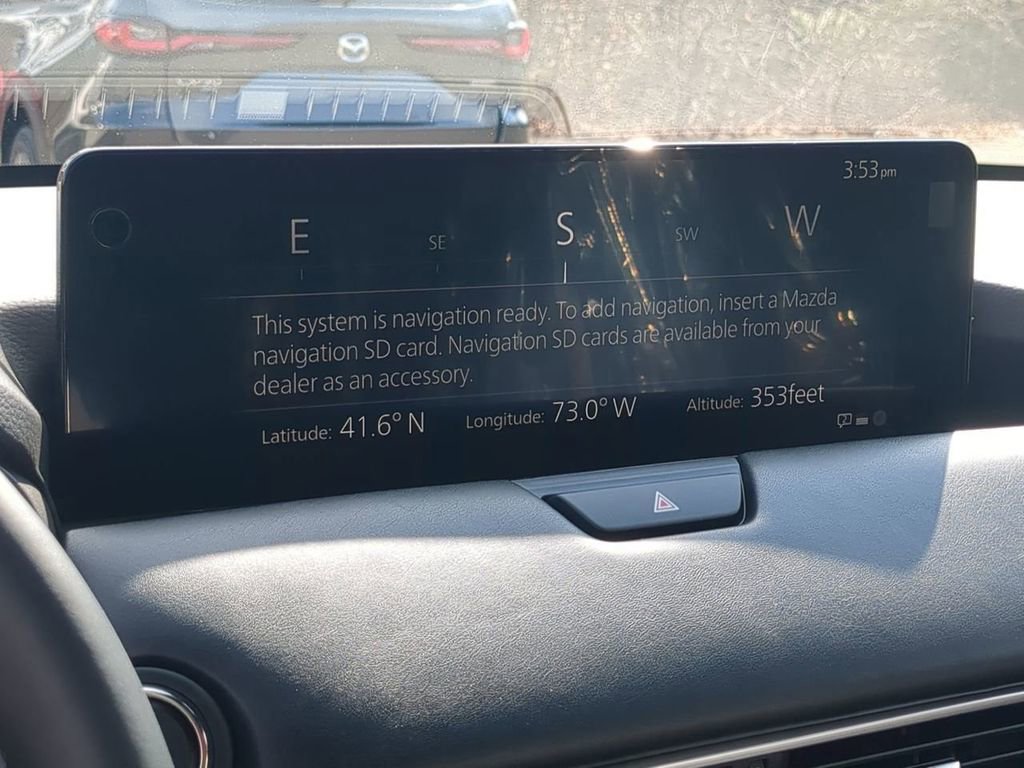 3:53pm
E SE S SW W
This system is navigation ready. To add navigation, insert a Mazda
navigation SD card. Navigation SD cards are available from your
dealer as an accessory.
Latitude: 41.6° N Longitude: 73.0° W Altitude: 353feet